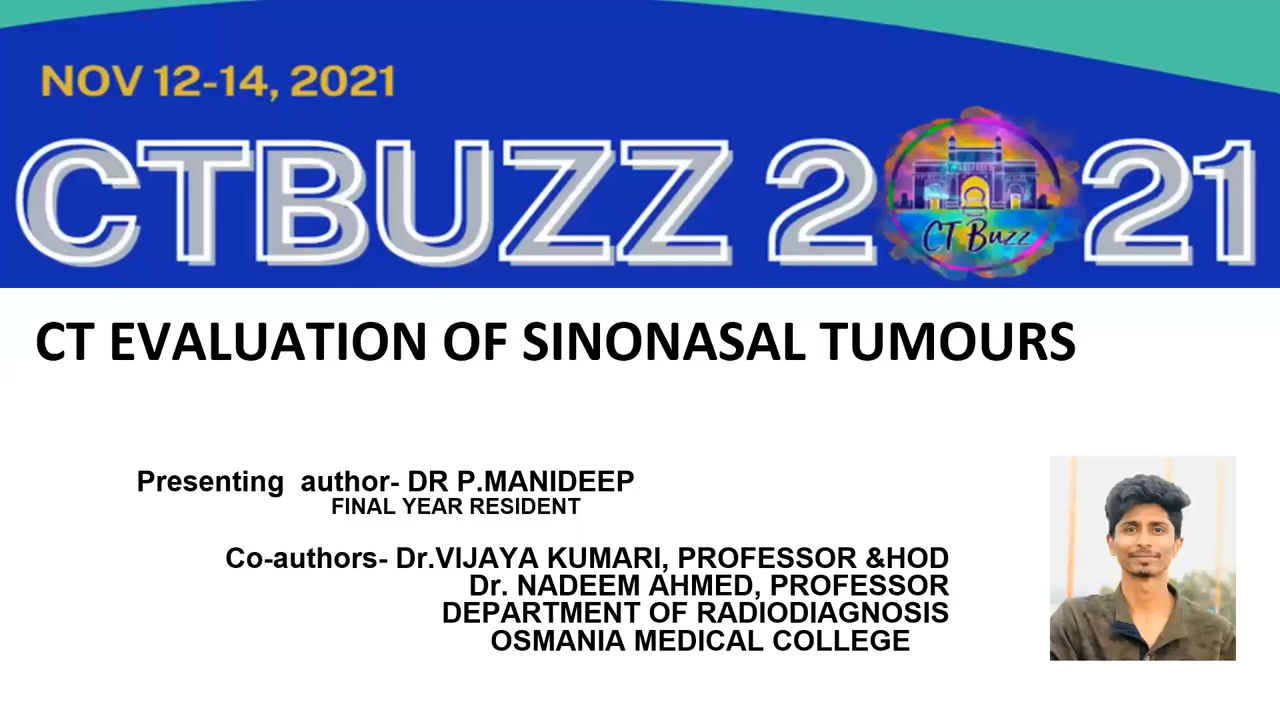 NOV 12-14, 2021
CTBUZZ 2021
CT Buzz
CT EVALUATION OF SINONASAL TUMOURS
Presenting author- DR P.MANIDEEP
FINAL YEAR RESIDENT
Co-authors- Dr.VIJAYA KUMARI, PROFESSOR &HOD
Dr. NADEEM AHMED, PROFESSOR
DEPARTMENT OF RADIODIAGNOSIS
OSMANIA MEDICAL COLLEGE